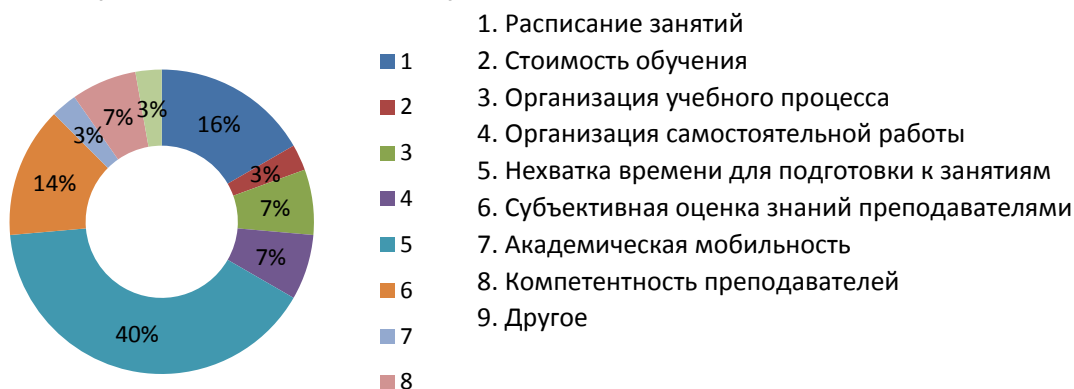 16%
3%
7%
7%
40%
14%
3%
7%
3%
1
2
3
4
5
6
7
8
1. Расписание занятий
2. Стоимость обучения
3. Организация учебного процесса
4. Организация самостоятельной работы
5. Нехватка времени для подготовки к занятиям
6. Субъективная оценка знаний преподавателями
7. Академическая мобильность
8. Компетентность преподавателей
9. Другое